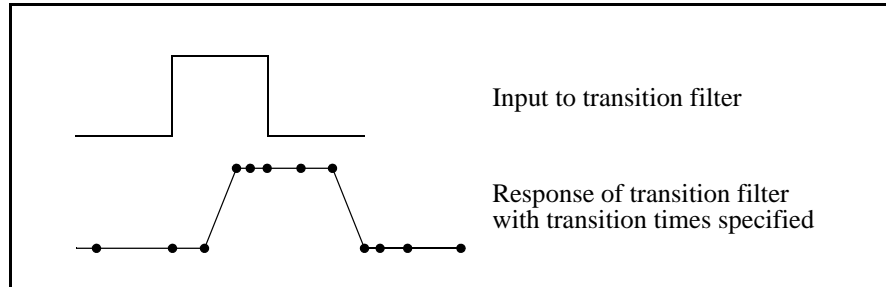 Input to transition filter
Response of transition filter
with transition times specified